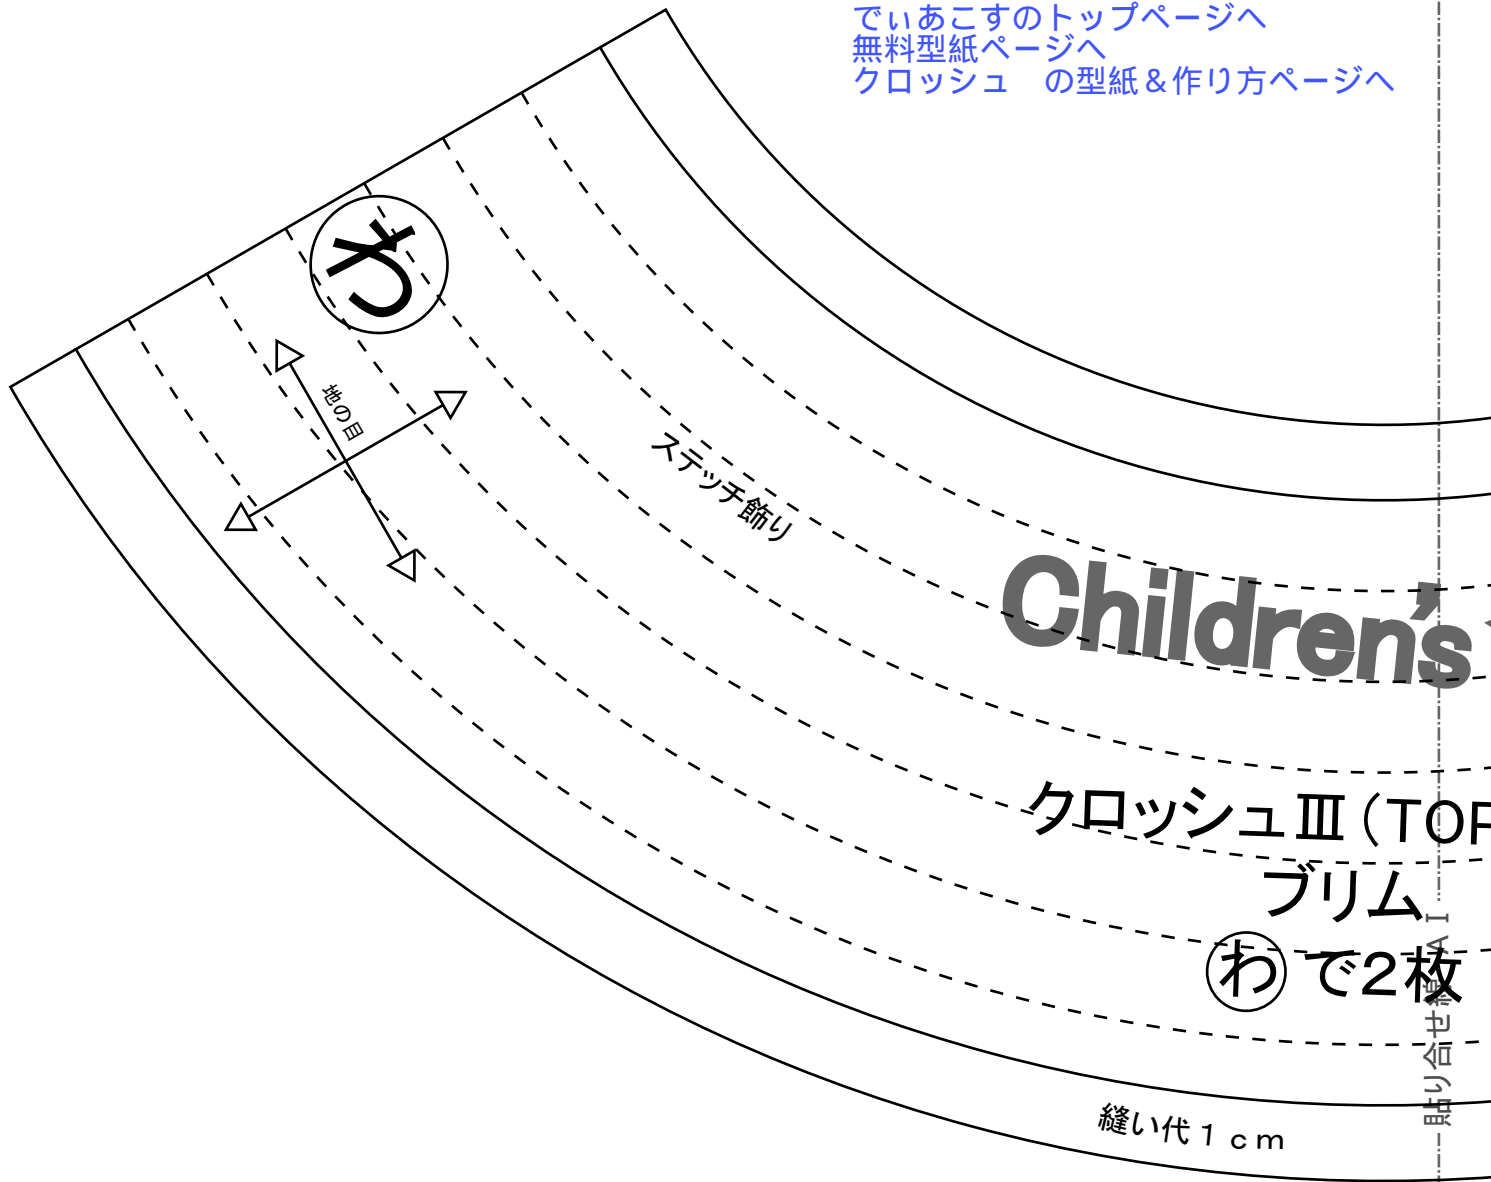 でぃあこすのトップページへ
無料型紙ページへ
クロッシュ　の型紙＆作り方ページへ
わ
地の目
ステッチ飾り
Children's
クロッシュⅢ（TOP
ブリム
わ で２枚
貼り合せ線 A I
縫い代１ｃｍ